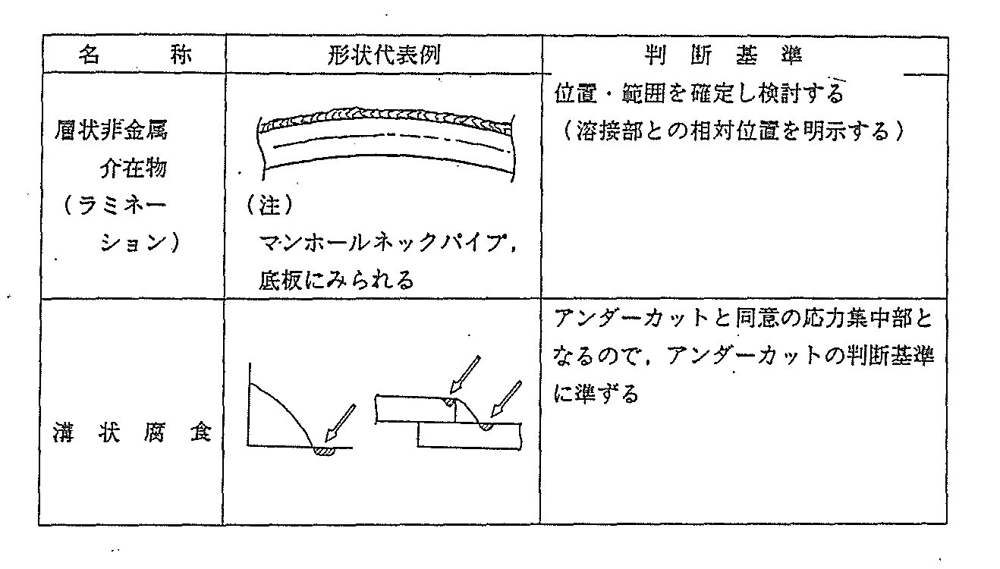 名称 形状代表例 判断基準
層状非金属
介在物
（ラミネー
ション）
（注）
マンホールネックパイプ，
底板にみられる
位置・範囲を確定し検討する
（溶接部との相対位置を明示する）
溝状腐食
アンダーカットと同意の応力集中部と
なるので，アンダーカットの判断基準
に準ずる